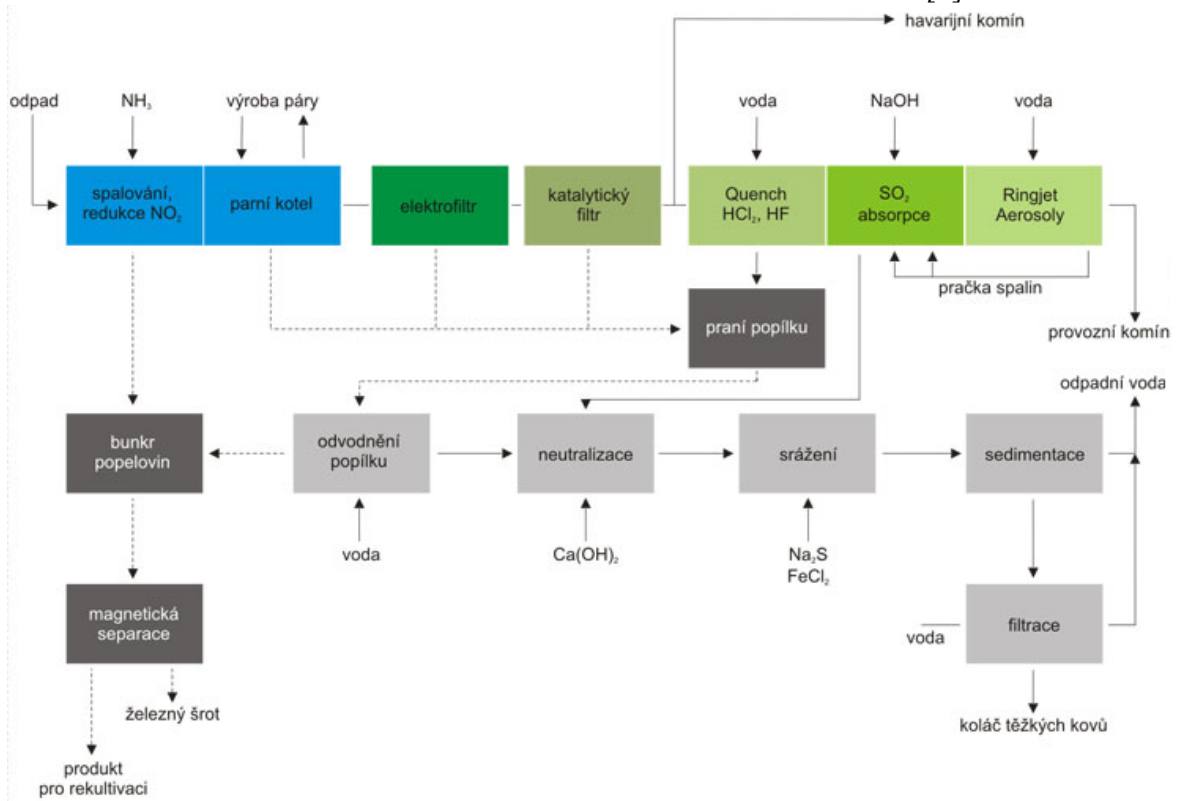 havarijní komín
odpad
NH₃
výroba páry
voda
NaOH
voda
spalování,
redukce NO₂
parní kotel
elektrofiltr
katalytický
filtr
Quench
HCl₂, HF
SO₂
absorpce
Ringjet
Aerosoly
pračka spalin
praní popílku
provozní komín
odpadní voda
bunkr
popelovin
odvodnění
popílku
neutralizace
srážení
sedimentace
voda
Ca(OH)₂
Na₂S
FeCl₂
magnetická
separace
voda
filtrace
železný šrot
koláč těžkých kovů
produkt
pro rekultivaci